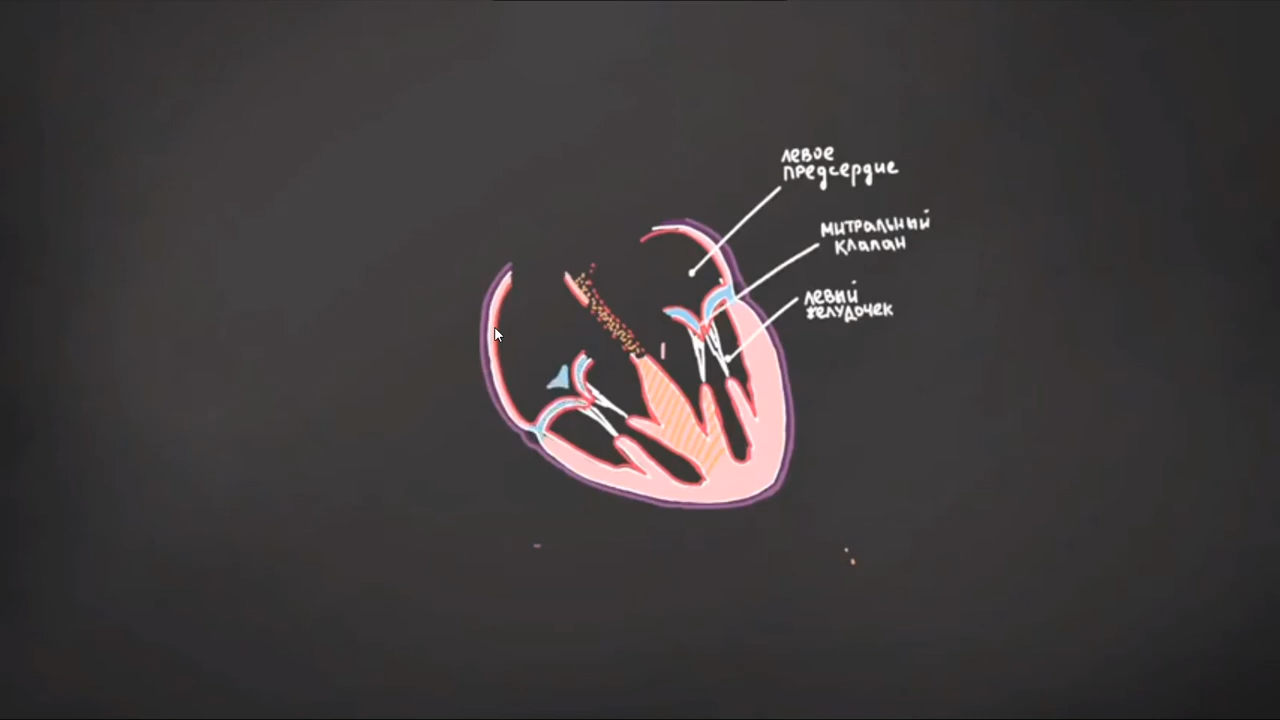 левое
предсердие
митральный
клапан
левый
желудочек